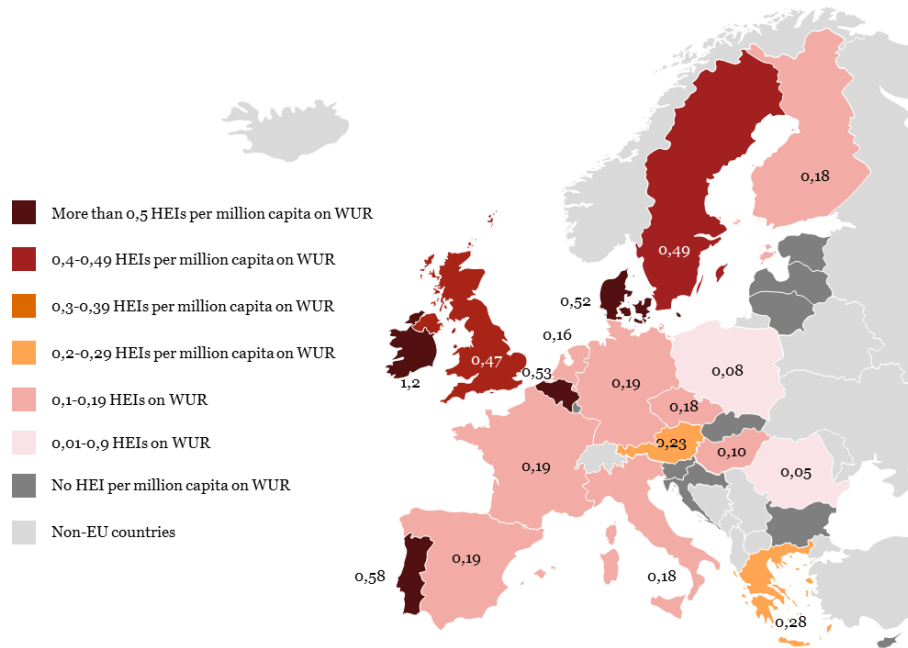 More than 0,5 HEIs per million capita on WUR
0,4-0,49 HEIs per million capita on WUR
0,3-0,39 HEIs per million capita on WUR
0,2-0,29 HEIs per million capita on WUR
0,1-0,19 HEIs on WUR
0,01-0,9 HEIs on WUR
No HEI per million capita on WUR
Non-EU countries
0,18
0,49
0,52
0,16
0,47
0,53
1,2
0,08
0,19
0,18
0,23
0,10
0,19
0,05
0,19
0,58
0,18
0,28